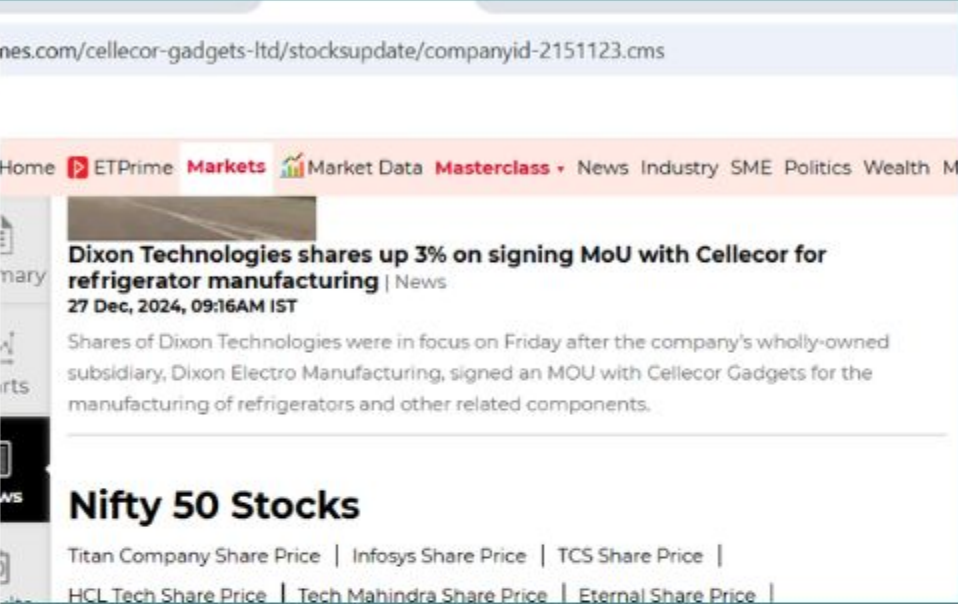 mes.com/cellecor-gadgets-ltd/stocksupdate/companyid-2151123.cms
Home ETPrime Markets Market Data Masterclass News Industry SME Politics Wealth
Dixon Technologies shares up 3% on signing MoU with Cellecor for
refrigerator manufacturing | News
27 Dec, 2024, 09:16AM IST
Shares of Dixon Technologies were in focus on Friday after the company's wholly-owned
subsidiary, Dixon Electro Manufacturing, signed an MOU with Cellecor Gadgets for the
manufacturing of refrigerators and other related components.
Nifty 50 Stocks
Titan Company Share Price | Infosys Share Price | TCS Share Price |
HCL Tech Share Price | Tech Mahindra Share Price | Eternal Share Price |